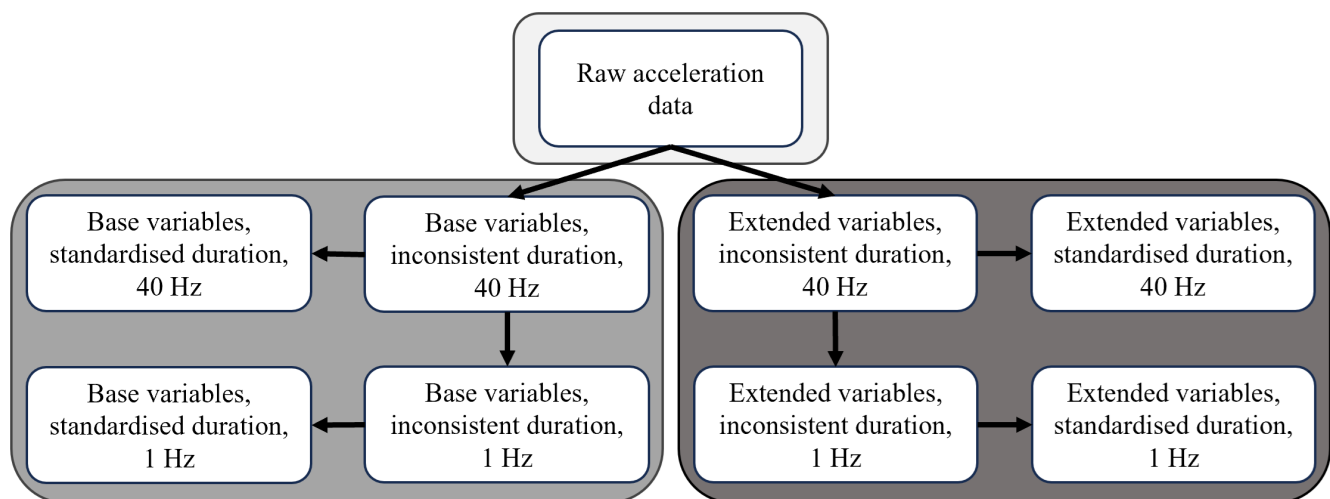 Raw acceleration
data
Base variables,
standardised duration,
40 Hz
Base variables,
inconsistent duration,
40 Hz
Extended variables,
inconsistent duration,
40 Hz
Extended variables,
standardised duration,
40 Hz
Base variables,
standardised duration,
1 Hz
Base variables,
inconsistent duration,
1 Hz
Extended variables,
inconsistent duration,
1 Hz
Extended variables,
standardised duration,
1 Hz